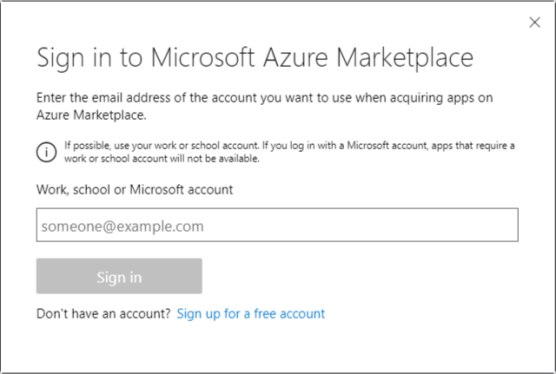 Sign in to Microsoft Azure Marketplace
Enter the email address of the account you want to use when acquiring apps on
Azure Marketplace.
If possible, use your work or school account. If you log in with a Microsoft account, apps that require a
work or school account will not be available.
Work, school or Microsoft account
someone@example.com
Sign in
Don't have an account? Sign up for a free account